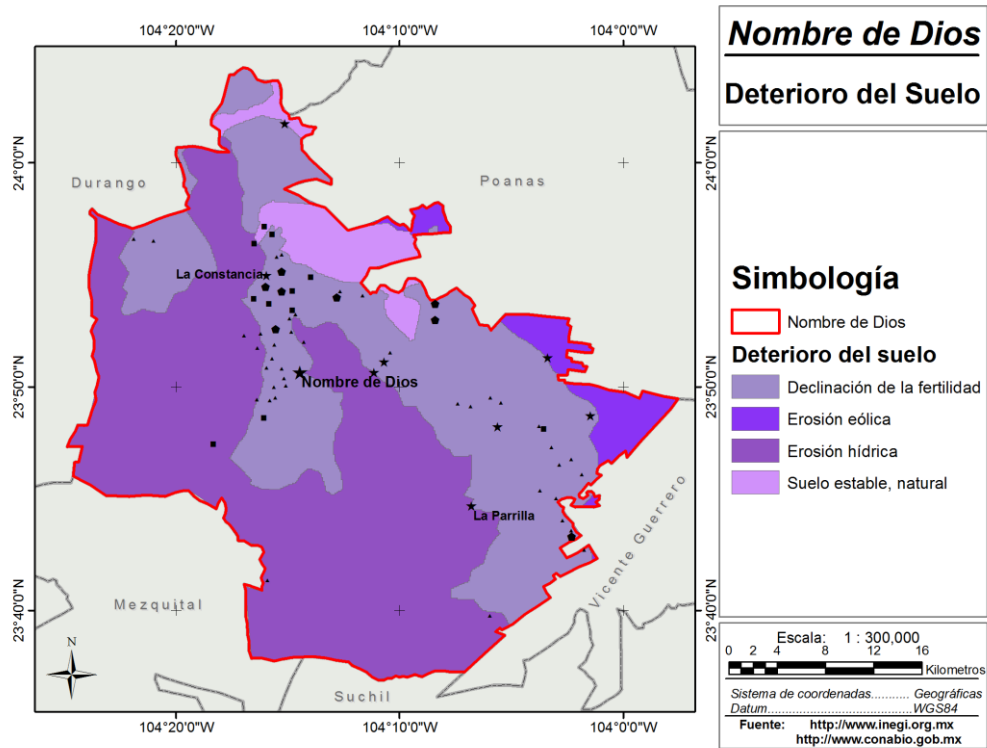 104°20'0"W 104°10'0"W 104°0'0"W
Nombre de Dios
Deterioro del Suelo
24°0'0"N
24°0'0"N
Durango
Poanas
La Constancia
Nombre de Dios
23°50'0"N
23°50'0"N
La Parrilla
Vicente Guerrero
23°40'0"N
23°40'0"N
Mezquital
Suchil
N
104°20'0"W 104°10'0"W 104°0'0"W
Simbología
Nombre de Dios
Deterioro del suelo
Declinación de la fertilidad
Erosión eólica
Erosión hídrica
Suelo estable, natural
Escala: 1 : 300,000
0 2 4 8 12 16
Kilometros
Sistema de coordenadas.......... Geográficas
Datum..................................WGS84
Fuente: http://www.inegi.org.mx
http://www.conabio.gob.mx